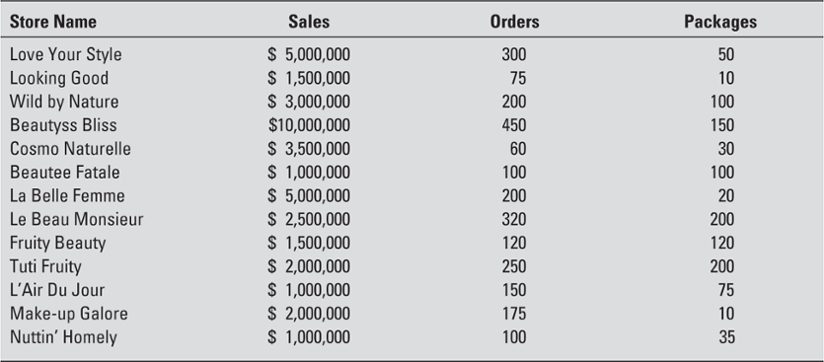 Store Name Sales Orders Packages
Love Your Style $ 5,000,000 300 50
Looking Good $ 1,500,000 75 10
Wild by Nature $ 3,000,000 200 100
Beautyss Bliss $10,000,000 450 150
Cosmo Naturelle $ 3,500,000 60 30
Beautee Fatale $ 1,000,000 100 100
La Belle Femme $ 5,000,000 200 20
Le Beau Monsieur $ 2,500,000 320 200
Fruity Beauty $ 1,500,000 120 120
Tuti Fruity $ 2,000,000 250 200
L'Air Du Jour $ 1,000,000 150 75
Make-up Galore $ 2,000,000 175 10
Nuttin' Homely $ 1,000,000 100 35